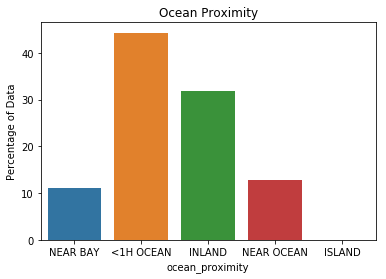 Ocean Proximity
Percentage of Data
40
30
20
10
0
NEAR BAY <1H OCEAN INLAND NEAR OCEAN ISLAND
ocean_proximity